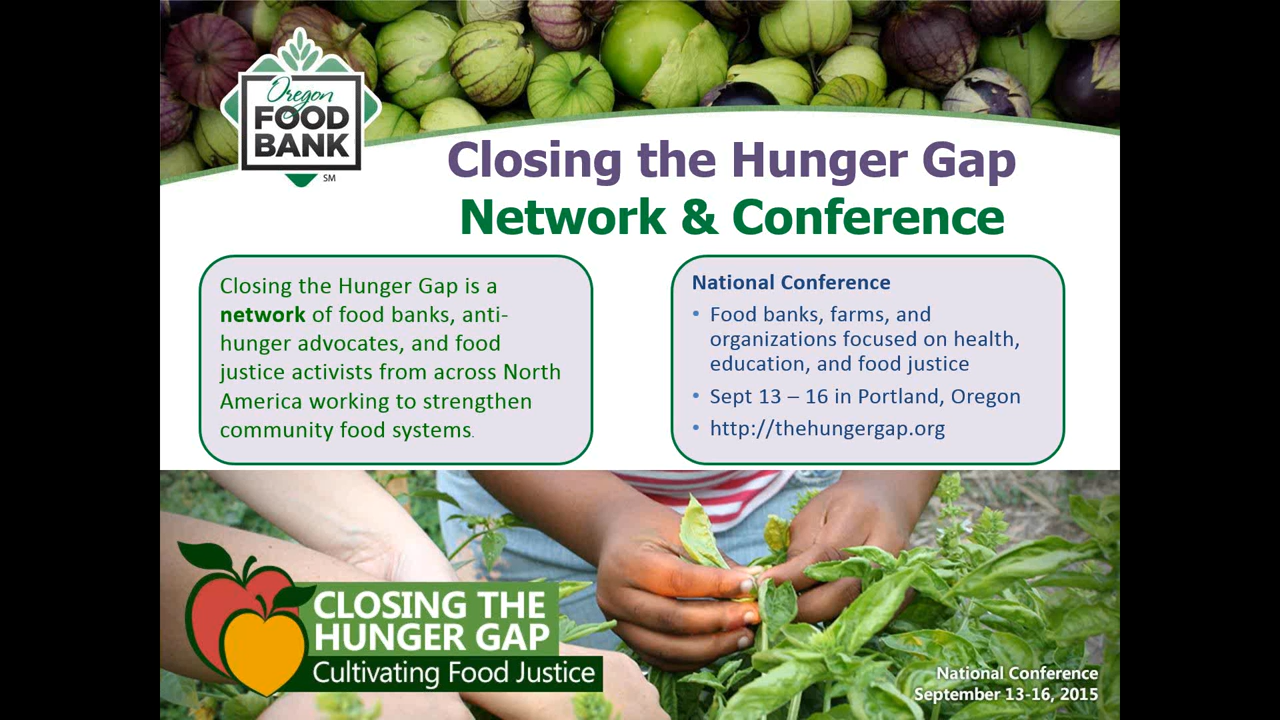 Oregon
FOOD
BANK
SM
Closing the Hunger Gap
Network & Conference
Closing the Hunger Gap is a
network of food banks, anti-
hunger advocates, and food
justice activists from across North
America working to strengthen
community food systems.
National Conference
• Food banks, farms, and
organizations focused on health,
education, and food justice
• Sept 13 – 16 in Portland, Oregon
• http://thehungergap.org
CLOSING THE
HUNGER GAP
Cultivating Food Justice
National Conference
September 13-16, 2015